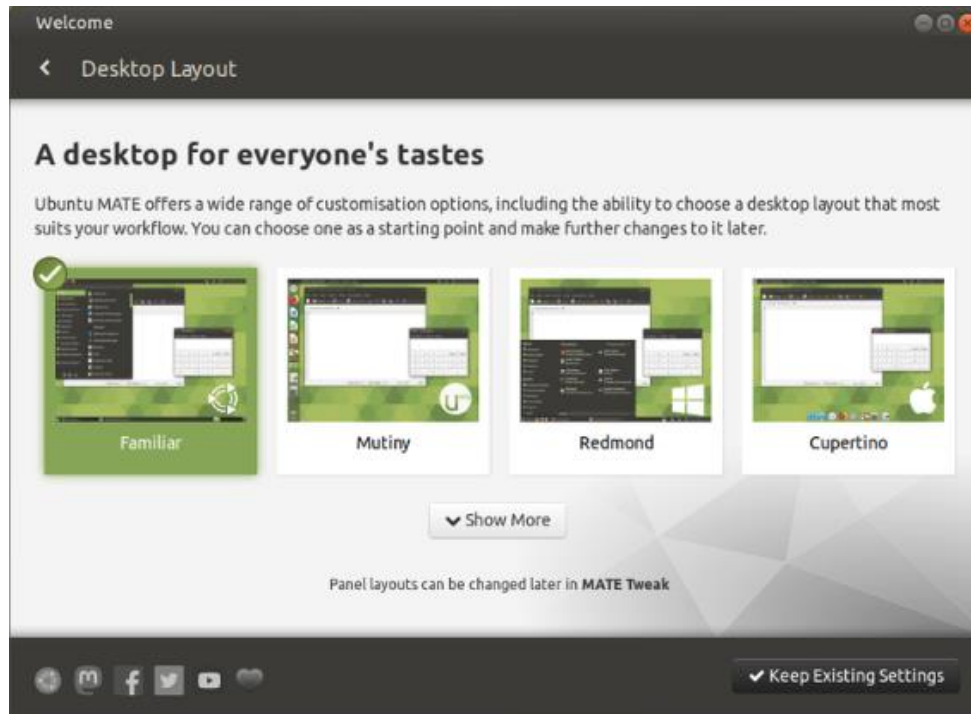 Welcome
Desktop Layout
A desktop for everyone's tastes
Ubuntu MATE offers a wide range of customisation options, including the ability to choose a desktop layout that most
suits your workflow. You can choose one as a starting point and make further changes to it later.
Familiar
Mutiny
Redmond
Cupertino
Show More
Panel layouts can be changed later in MATE Tweak
Keep Existing Settings